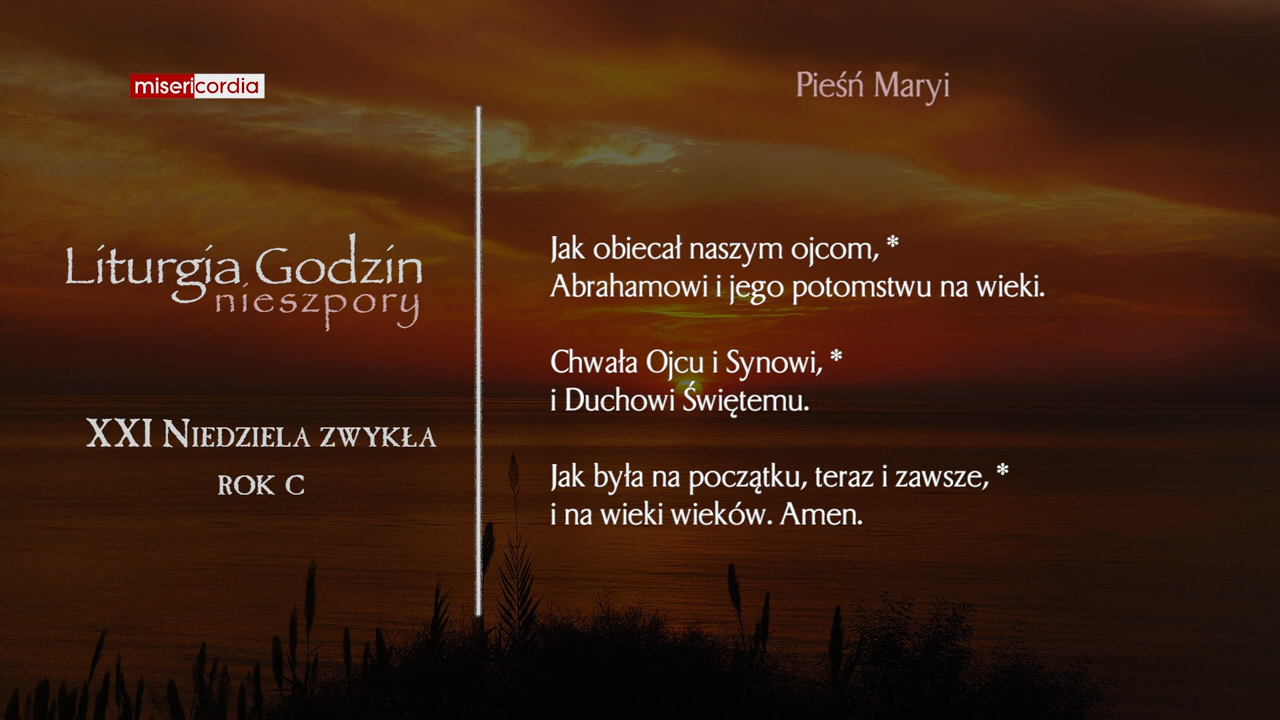 misericordia
Pieśń Maryi
Liturgia Godzin
nieszpory
XXI Niedziela zwykła
rok C
Jak obiecał naszym ojcom, *
Abrahamowi i jego potomstwu na wieki.
Chwała Ojcu i Synowi, *
i Duchowi Świętemu.
Jak była na początku, teraz i zawsze, *
i na wieki wieków. Amen.